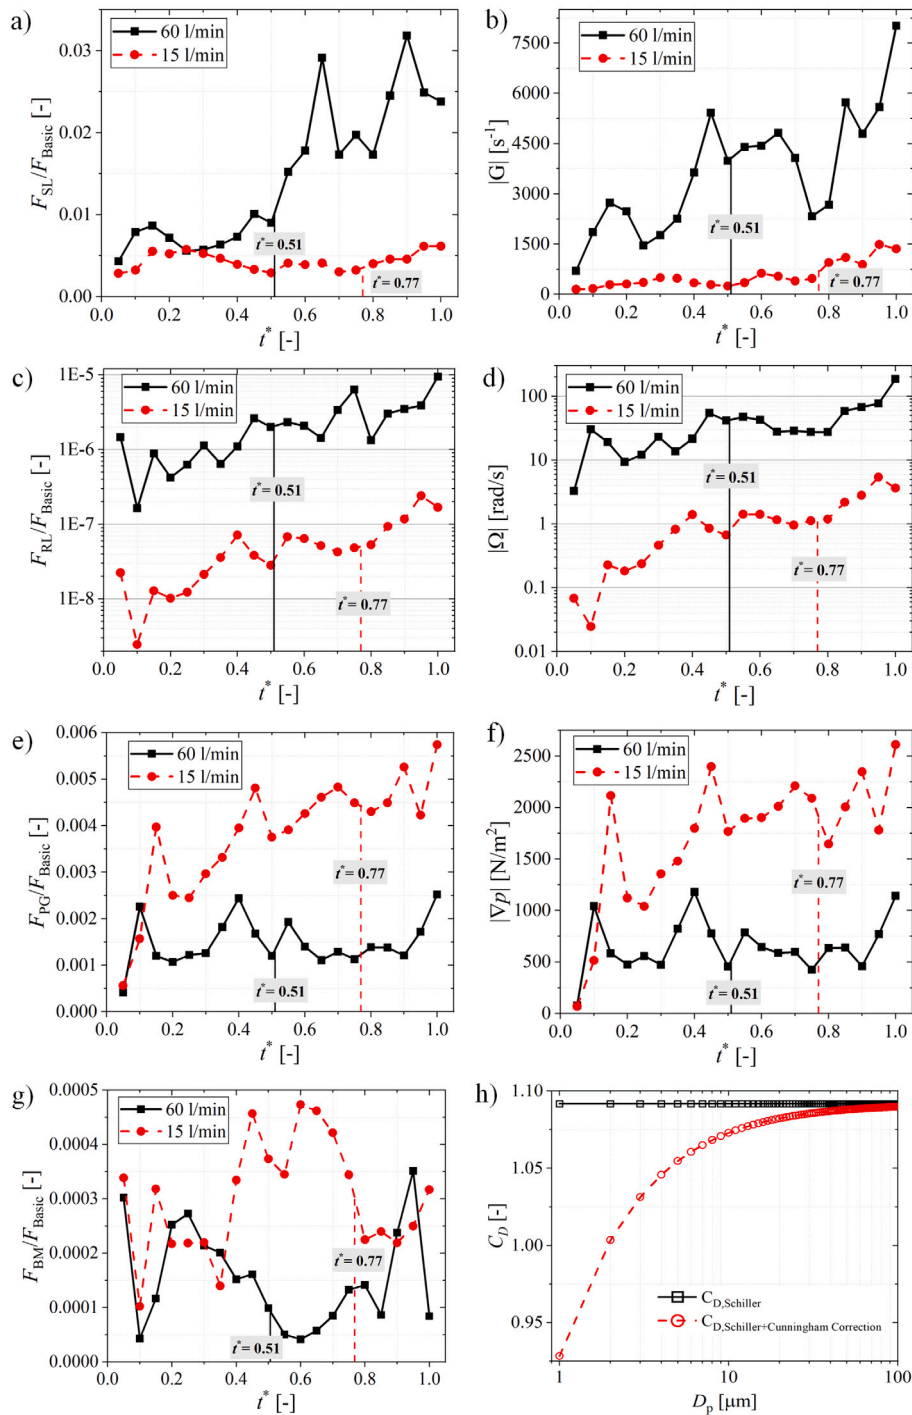 a)
60 l/min
15 l/min
0.03
0.02
0.01
0.00
F_SL/F_Basic [-]
t*= 0.51
t*= 0.77
0.0 0.2 0.4 0.6 0.8 1.0
t* [-]
b)
60 l/min
15 l/min
7500
6000
4500
3000
1500
0
|G| [s⁻¹]
t*= 0.51
t*= 0.77
0.0 0.2 0.4 0.6 0.8 1.0
t* [-]
c)
60 l/min
15 l/min
1E-5
1E-6
1E-7
1E-8
F_RL/F_Basic [-]
t*= 0.51
t*= 0.77
0.0 0.2 0.4 0.6 0.8 1.0
t* [-]
d)
60 l/min
15 l/min
100
10
1
0.1
0.01
|Ω| [rad/s]
t*= 0.51
t*= 0.77
0.0 0.2 0.4 0.6 0.8 1.0
t* [-]
e)
60 l/min
15 l/min
0.006
0.005
0.004
0.003
0.002
0.001
0.000
F_PG/F_Basic [-]
t*= 0.77
t*= 0.51
0.0 0.2 0.4 0.6 0.8 1.0
t* [-]
f)
60 l/min
15 l/min
2500
2000
1500
1000
500
0
|∇p| [N/m²]
t*= 0.77
t*= 0.51
0.0 0.2 0.4 0.6 0.8 1.0
t* [-]
g)
60 l/min
15 l/min
0.0005
0.0004
0.0003
0.0002
0.0001
0.0000
F_BM/F_Basic [-]
t*= 0.77
t*= 0.51
0.0 0.2 0.4 0.6 0.8 1.0
t* [-]
h)
1.10
1.05
1.00
0.95
C_D [-]
C_D,Schiller
C_D,Schiller+Cunningham Correction
1 10 100
D_p [μm]